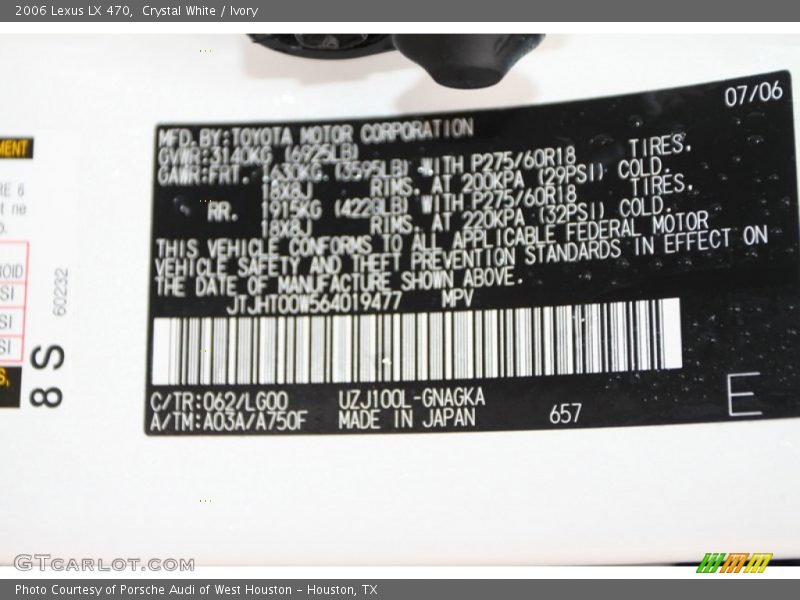 2006 Lexus LX 470,  Crystal White / Ivory
07/06
MFD.BY:TOYOTA MOTOR CORPORATION
GVWR:3140KG (6925LB)
GAWR:FRT. 1630KG (3595LB) WITH P275/60R18 TIRES.
18X8J RIMS. AT 200KPA (29PSI) COLD.
RR. 1915KG (4223LB) WITH P275/60R18 TIRES.
18X8J RIMS. AT 220KPA (32PSI) COLD.
THIS VEHICLE CONFORMS TO ALL APPLICABLE FEDERAL MOTOR
VEHICLE SAFETY AND THEFT PREVENTION STANDARDS IN EFFECT ON
THE DATE OF MANUFACTURE SHOWN ABOVE.
JTJHT00W564019477 MPV
C/TR:062/LG00 UZJ100L-GNAGKA
A/TM:A03A/A750F MADE IN JAPAN 657
E
60232
8 S
GTCARLOT.COM
Photo Courtesy of Porsche Audi of West Houston - Houston, TX